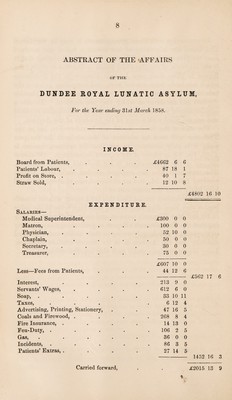 8
ABSTRACT OF THE AFFAIRS
OF THE
DUNDEE ROYAL LUNATIC ASYLUM,
For the Year ending 31st March 1858.
INCOME.
Board from Patients, £4662 6 6
Patients' Labour, 87 18 1
Profit on Store, 40 1 7
Straw Sold, 12 10 8
£4802 16 10
EXPENDITURE.
SALARIES—
Medical Superintendent, £300 0 0
Matron, 100 0 0
Physician, 52 10 0
Chaplain, 50 0 0
Secretary, 30 0 0
Treasurer, 75 0 0
£607 10 0
Less—Fees from Patients, 44 12 6
£562 17 6
Interest, 213 9 0
Servants' Wages, 612 6 0
Soap, 33 10 11
Taxes, 6 12 4
Advertising, Printing, Stationery, 47 16 5
Coals and Firewood, 268 8 4
Fire Insurance, 14 13 0
Feu-Duty, 106 2 5
Gas, 36 0 0
Incidents, 86 3 5
Patients' Extras, 27 14 5
1452 16 3
Carried forward, £2015 13 9